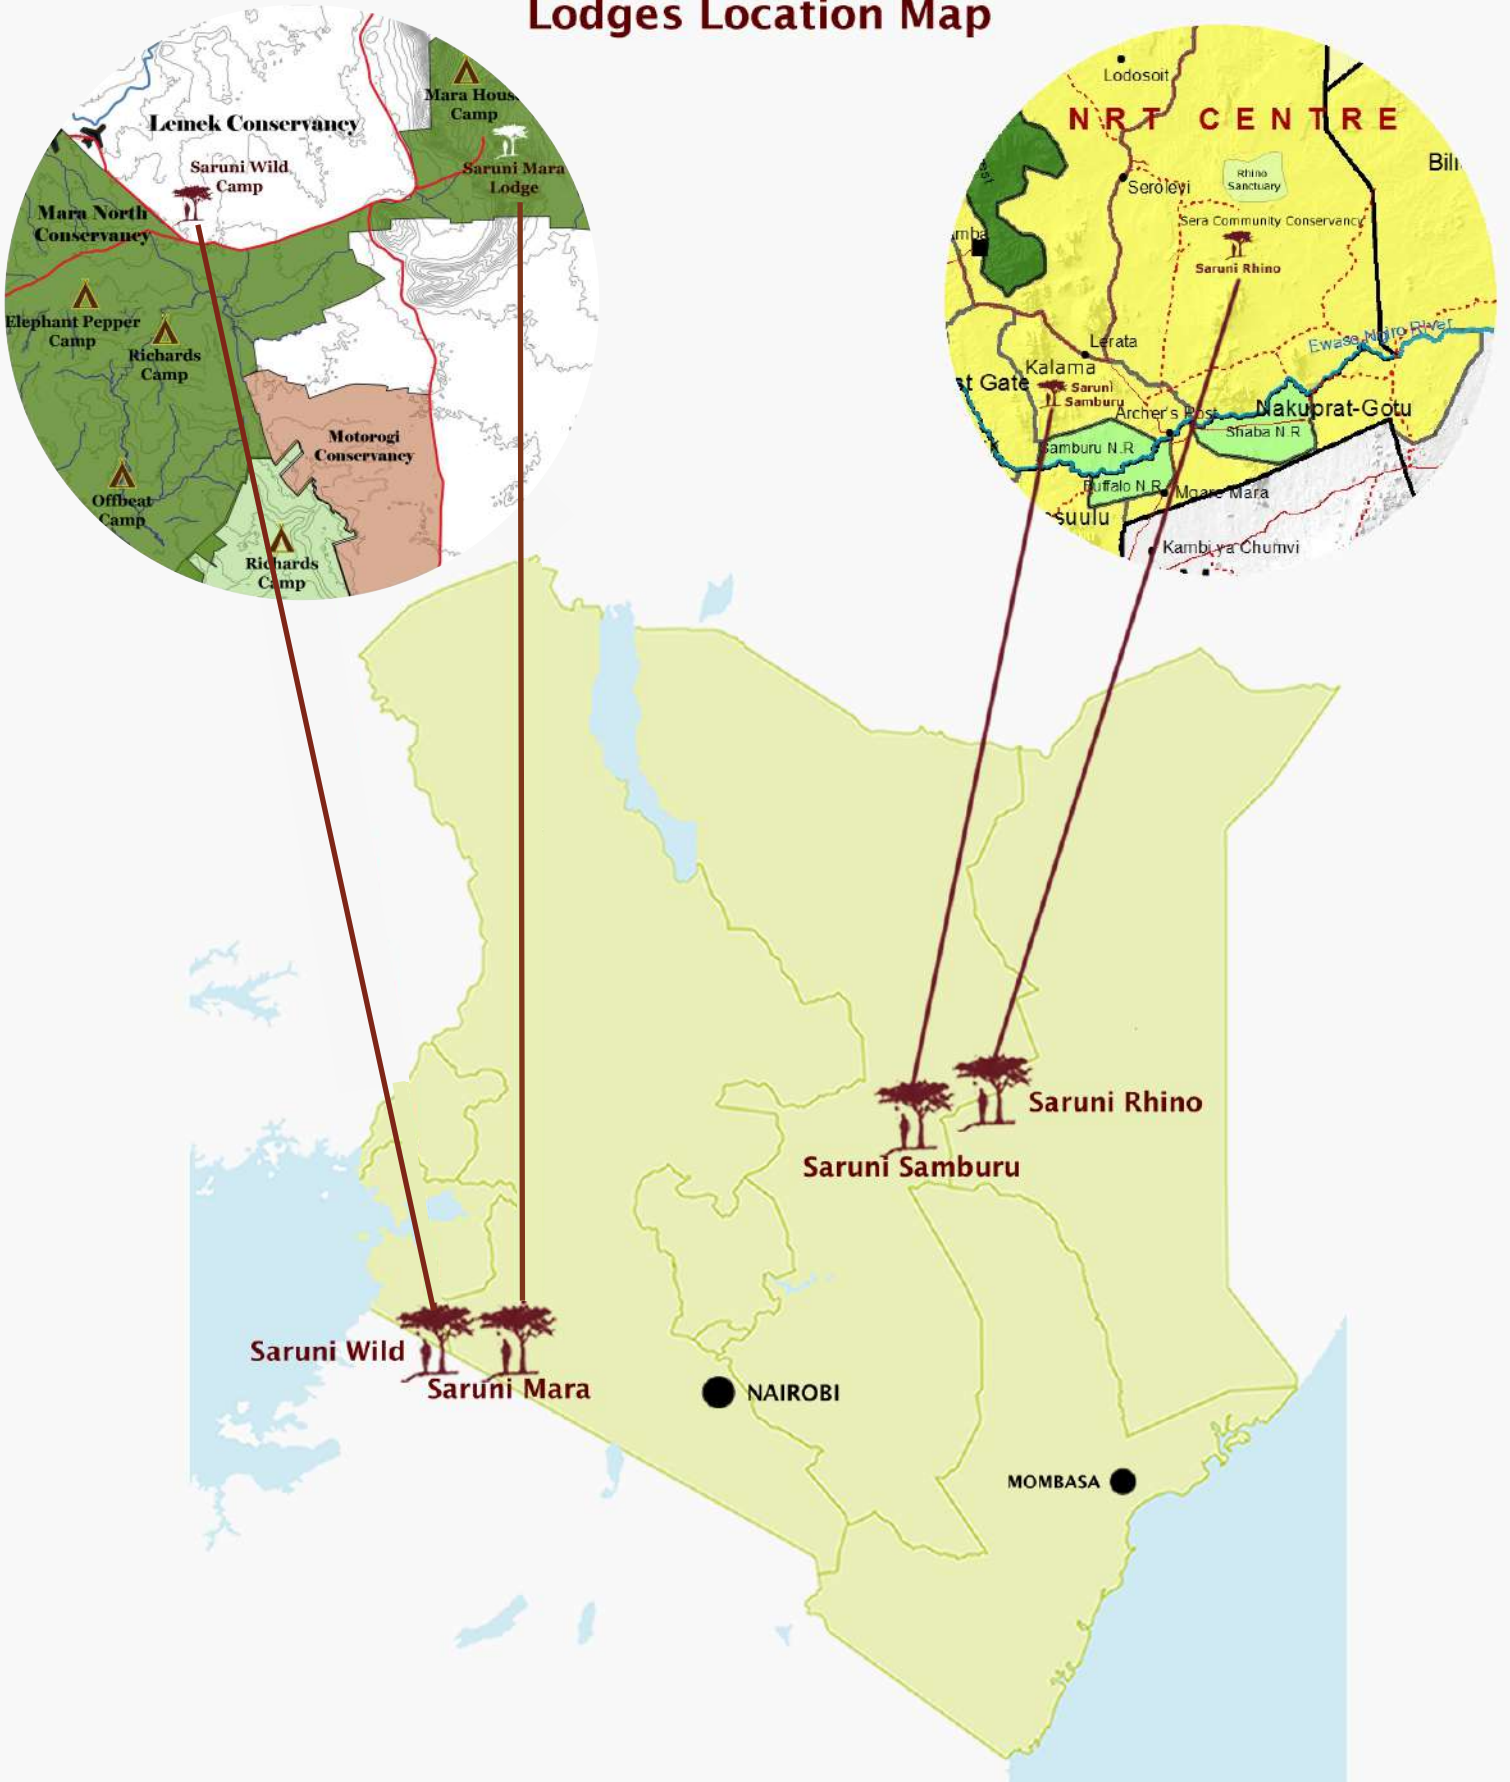 Lodges Location Map
Mara
Camp
Lemek Conservancy
Saruni Wild
Camp
Saruni Mara
Lodge
Mara North
Conservancy
Elephant Pepper
Camp
Richards
Camp
Motorogi
Conservancy
Offbeat
Camp
Richards
Camp
Lodosoit
NRT CENTRE
Rhino
Sanctuary
Serolevi
Sera Community Conservancy
Saruni Rhino
Ewaso Ngiro River
Lerata
Kalama
Gate
Saruni
Samburu
Archer's Post
Nakuprat-Gotu
Shaba N.R
Samburu N.R
Buffalo N.R
Mgare Mara
Kambi ya Chumvi
Saruni Rhino
Saruni Samburu
Saruni Wild
Saruni Mara
NAIROBI
MOMBASA